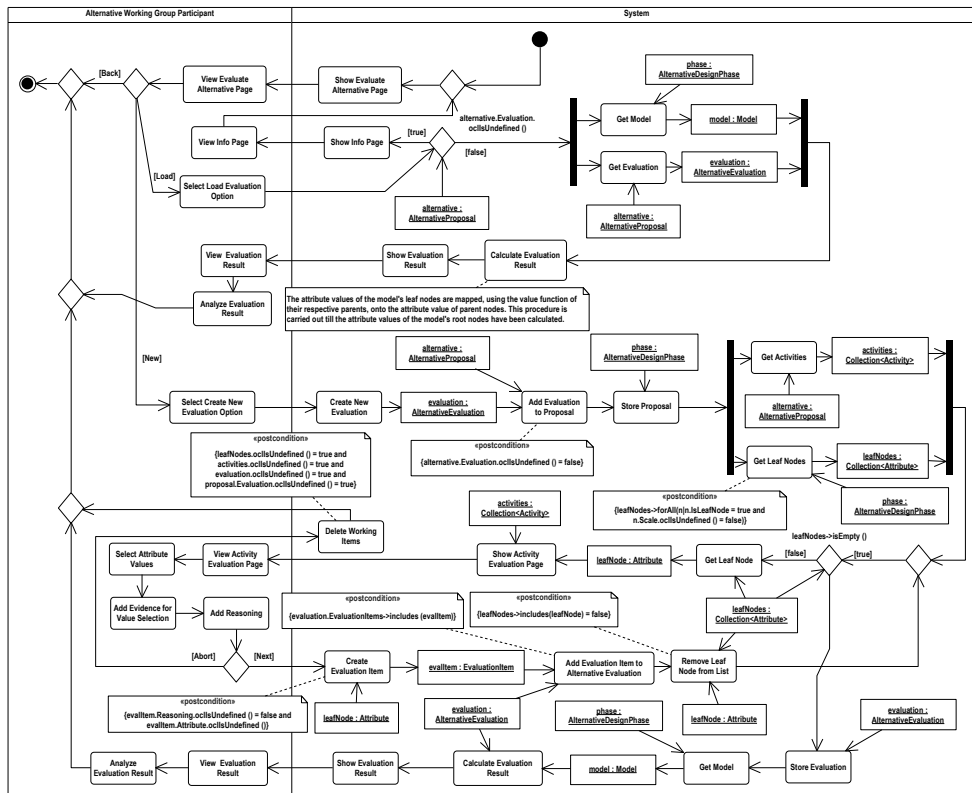 Alternative Working Group Participant
System
[Back]
View Evaluate
Alternative Page
Show Evaluate
Alternative Page
phase :
AlternativeDesignPhase
alternative.Evaluation.
oclIsUndefined ()
Get Model
model : Model
View Info Page
Show Info Page
[true]
[false]
Get Evaluation
evaluation :
AlternativeEvaluation
[Load]
Select Load Evaluation
Option
alternative :
AlternativeProposal
alternative :
AlternativeProposal
View Evaluation
Result
Show Evaluation
Result
Calculate Evaluation
Result
Analyze Evaluation
Result
The attribute values of the model's leaf nodes are mapped, using the value function of
their respective parents, onto the attribute value of parent nodes. This procedure is
carried out till the attribute values of the model's root nodes have been calculated.
[New]
alternative :
AlternativeProposal
phase :
AlternativeDesignPhase
Get Activities
activities :
Collection<Activity>
Select Create New
Evaluation Option
Create New
Evaluation
evaluation :
AlternativeEvaluation
Add Evaluation
to Proposal
Store Proposal
alternative :
AlternativeProposal
«postcondition»
{leafNodes.oclIsUndefined () = true and
activities.oclIsUndefined () = true and
evaluation.oclIsUndefined () = true and
proposal.Evaluation.oclIsUndefined () = true}
«postcondition»
{alternative.Evaluation.oclIsUndefined () = false}
Get Leaf Nodes
leafNodes :
Collection<Attribute>
«postcondition»
{leafNodes->forAll(n|n.IsLeafNode = true and
n.Scale.oclIsUndefined () = false)}
phase :
AlternativeDesignPhase
activities :
Collection<Activity>
Delete Working
Items
leafNodes->isEmpty ()
Select Attribute
Values
View Activity
Evaluation Page
Show Activity
Evaluation Page
leafNode : Attribute
Get Leaf Node
[false]
[true]
Add Evidence for
Value Selection
Add Reasoning
«postcondition»
{evaluation.EvaluationItems->includes (evalItem)}
«postcondition»
{leafNodes->includes(leafNode) = false}
leafNodes :
Collection<Attribute>
[Abort]
[Next]
Create
Evaluation Item
evalItem : EvaluationItem
Add Evaluation Item to
Alternative Evaluation
Remove Leaf
Node from List
«postcondition»
{evalItem.Reasoning.oclIsUndefined () = false and
evalItem.Attribute.oclIsUndefined ()}
leafNode : Attribute
evaluation :
AlternativeEvaluation
phase :
AlternativeDesignPhase
leafNode : Attribute
evaluation :
AlternativeEvaluation
Analyze
Evaluation Result
View Evaluation
Result
Show Evaluation
Result
Calculate Evaluation
Result
model : Model
Get Model
Store Evaluation